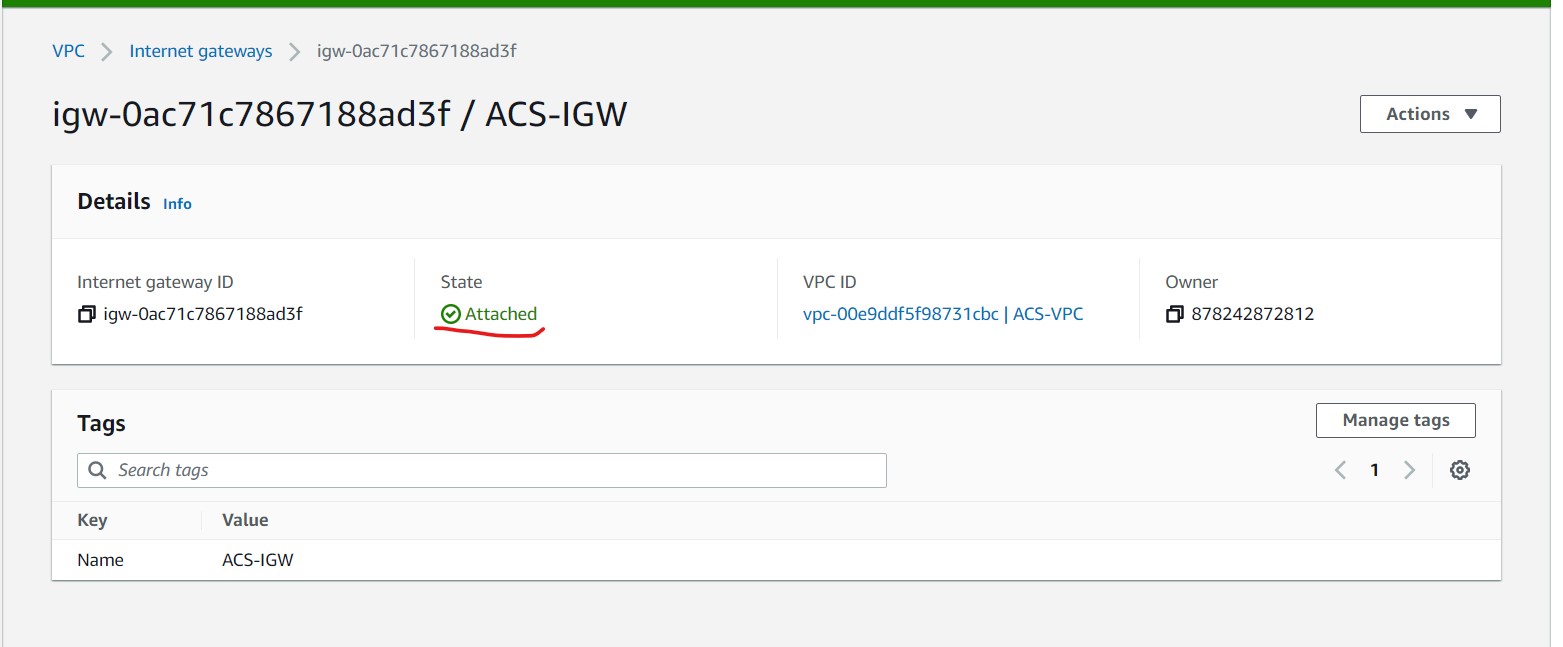 VPC > Internet gateways > igw-0ac71c7867188ad3f
igw-0ac71c7867188ad3f / ACS-IGW
Actions ▼
Details Info
Internet gateway ID
igw-0ac71c7867188ad3f
State
Attached
VPC ID
vpc-00e9ddf5f98731cbc | ACS-VPC
Owner
878242872812
Tags
Manage tags
Search tags
< 1 >
Key Value
Name ACS-IGW